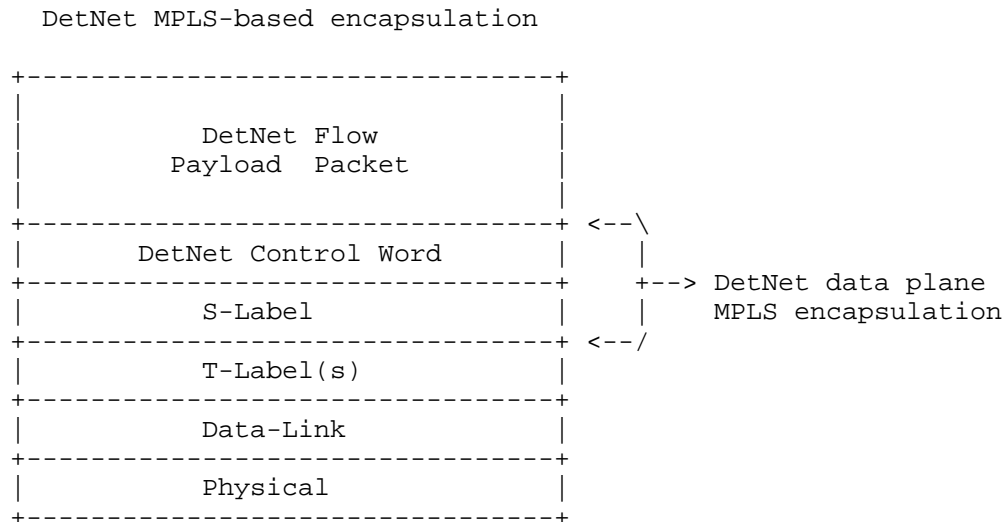 DetNet MPLS-based encapsulation
DetNet Flow
Payload  Packet
DetNet Control Word
S-Label
T-Label(s)
Data-Link
Physical
DetNet data plane
MPLS encapsulation